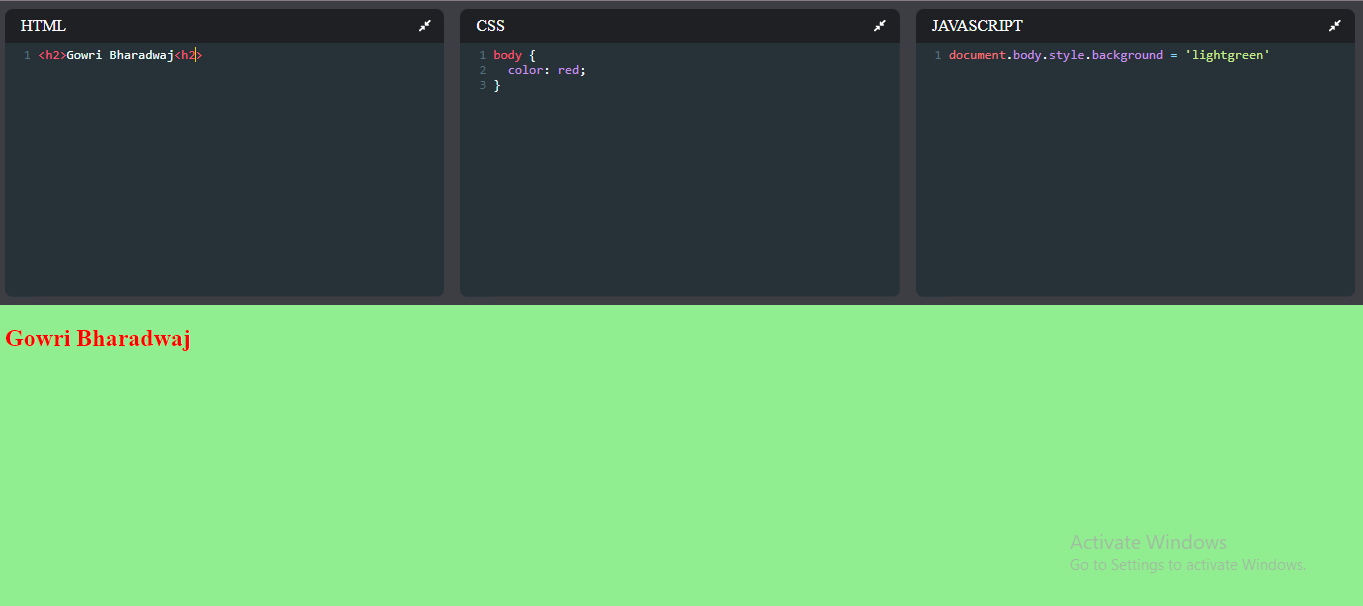 HTML
1 <h2>Gowri Bharadwaj<h2>
CSS
1 body {
2   color: red;
3 }
JAVASCRIPT
1 document.body.style.background = 'lightgreen'
Gowri Bharadwaj
Activate Windows
Go to Settings to activate Windows.